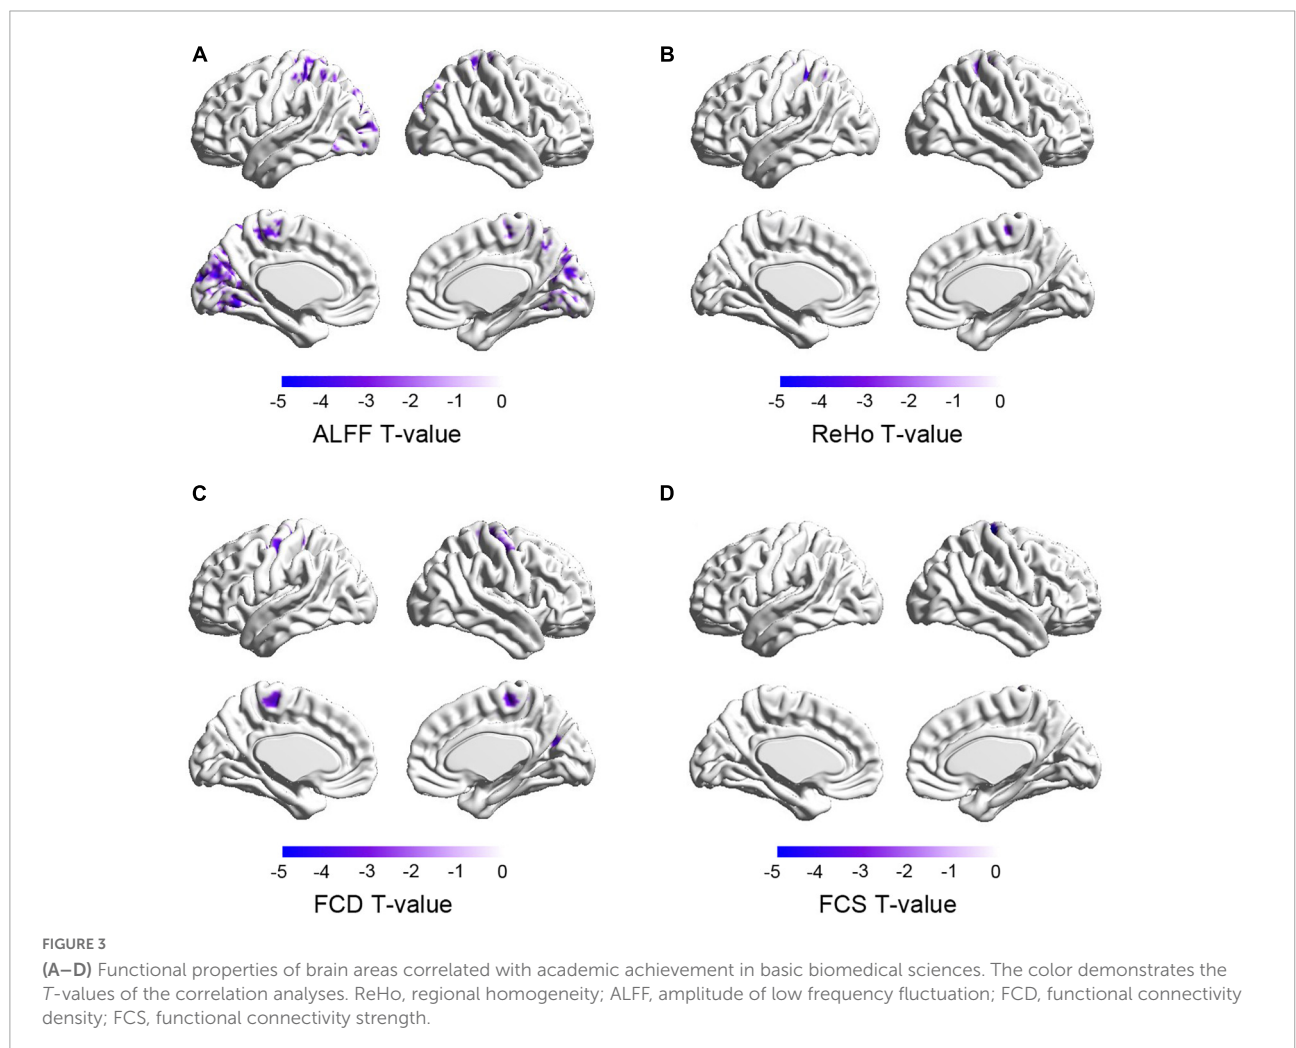 A
B
-5 -4 -3 -2 -1 0
ALFF T-value
-5 -4 -3 -2 -1 0
ReHo T-value
C
D
-5 -4 -3 -2 -1 0
FCD T-value
-5 -4 -3 -2 -1 0
FCS T-value
FIGURE 3
(A–D) Functional properties of brain areas correlated with academic achievement in basic biomedical sciences. The color demonstrates the
T-values of the correlation analyses. ReHo, regional homogeneity; ALFF, amplitude of low frequency fluctuation; FCD, functional connectivity
density; FCS, functional connectivity strength.